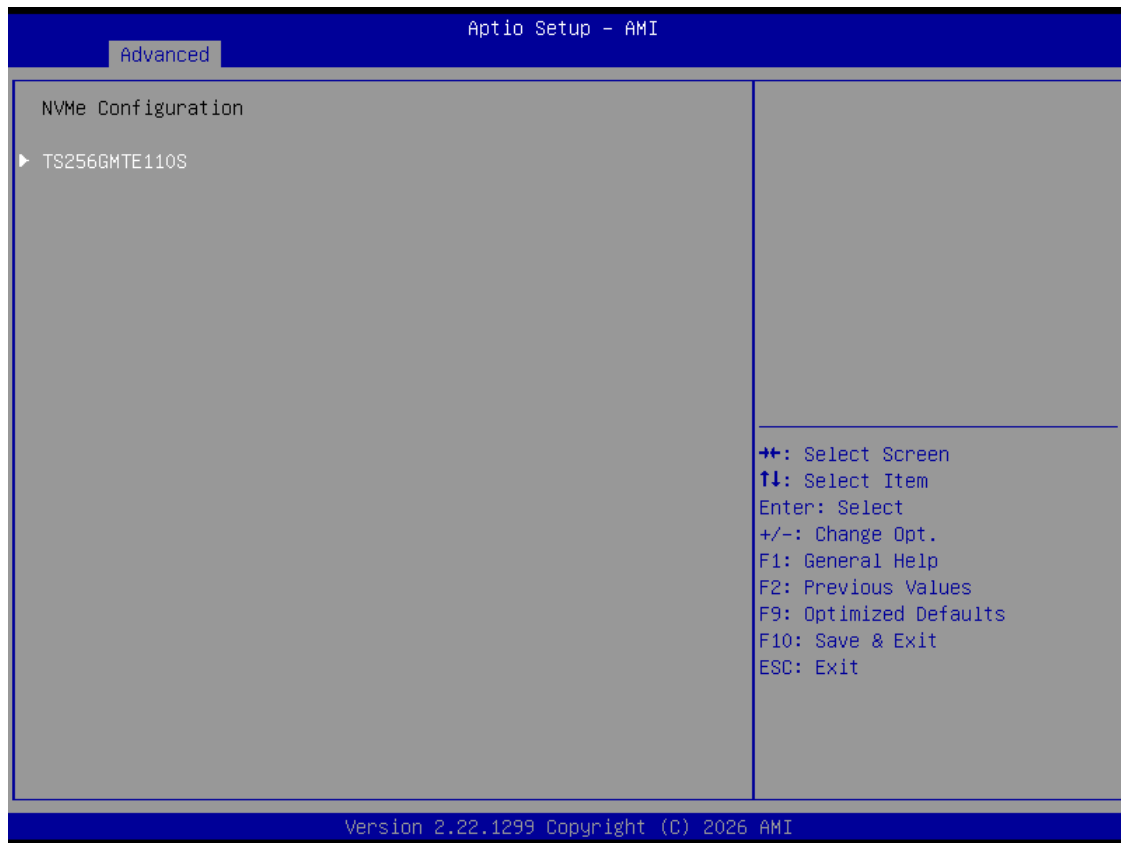 Aptio Setup – AMI
Advanced
NVMe Configuration
▶ TS256GMTE110S
→←: Select Screen
↑↓: Select Item
Enter: Select
+/-: Change Opt.
F1: General Help
F2: Previous Values
F9: Optimized Defaults
F10: Save & Exit
ESC: Exit
Version 2.22.1299 Copyright (C) 2026 AMI